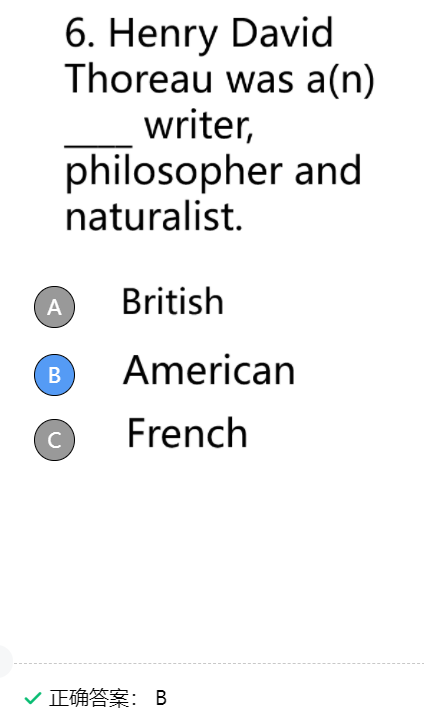 6. Henry David
Thoreau was a(n)
____ writer,
philosopher and
naturalist.
A British
B American
C French
正确答案： B